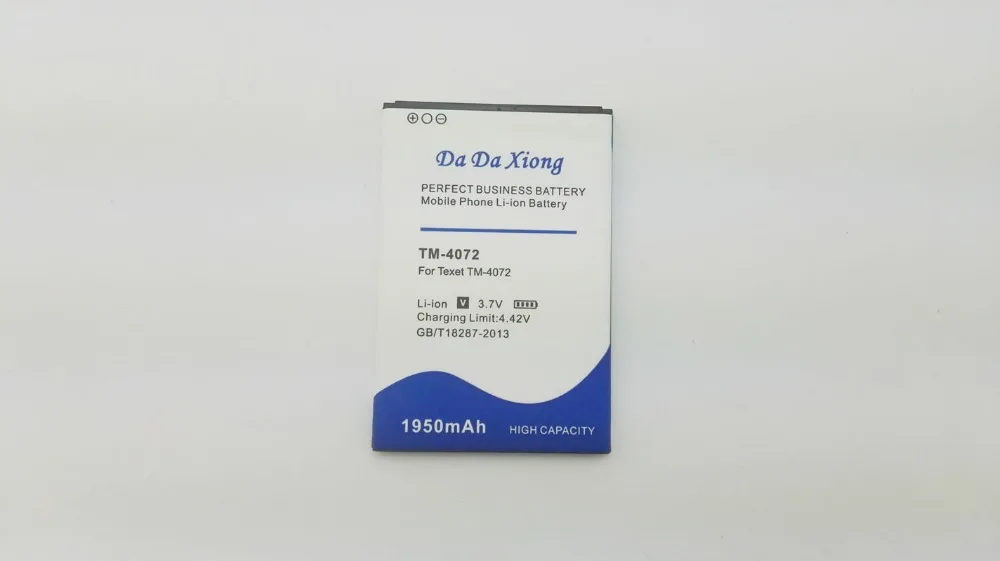 ⊕○⊖
Da Da Xiong
PERFECT BUSINESS BATTERY
Mobile Phone Li-ion Battery
TM-4072
For Texet TM-4072
Li-ion V 3.7V
Charging Limit:4.42V
GB/T18287-2013
1950mAh HIGH CAPACITY